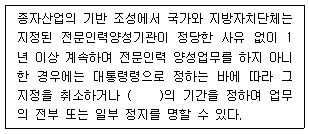 종자산업의 기반 조성에서 국가와 지방자치단체는
지정된 전문인력양성기관이 정당한 사유 없이 1
년 이상 계속하여 전문인력 양성업무를 하지 아니
한 경우에는 대통령령으로 정하는 바에 따라 그
지정을 취소하거나 (    )의 기간을 정하여 업무
의 전부 또는 일부 정지를 명할 수 있다.